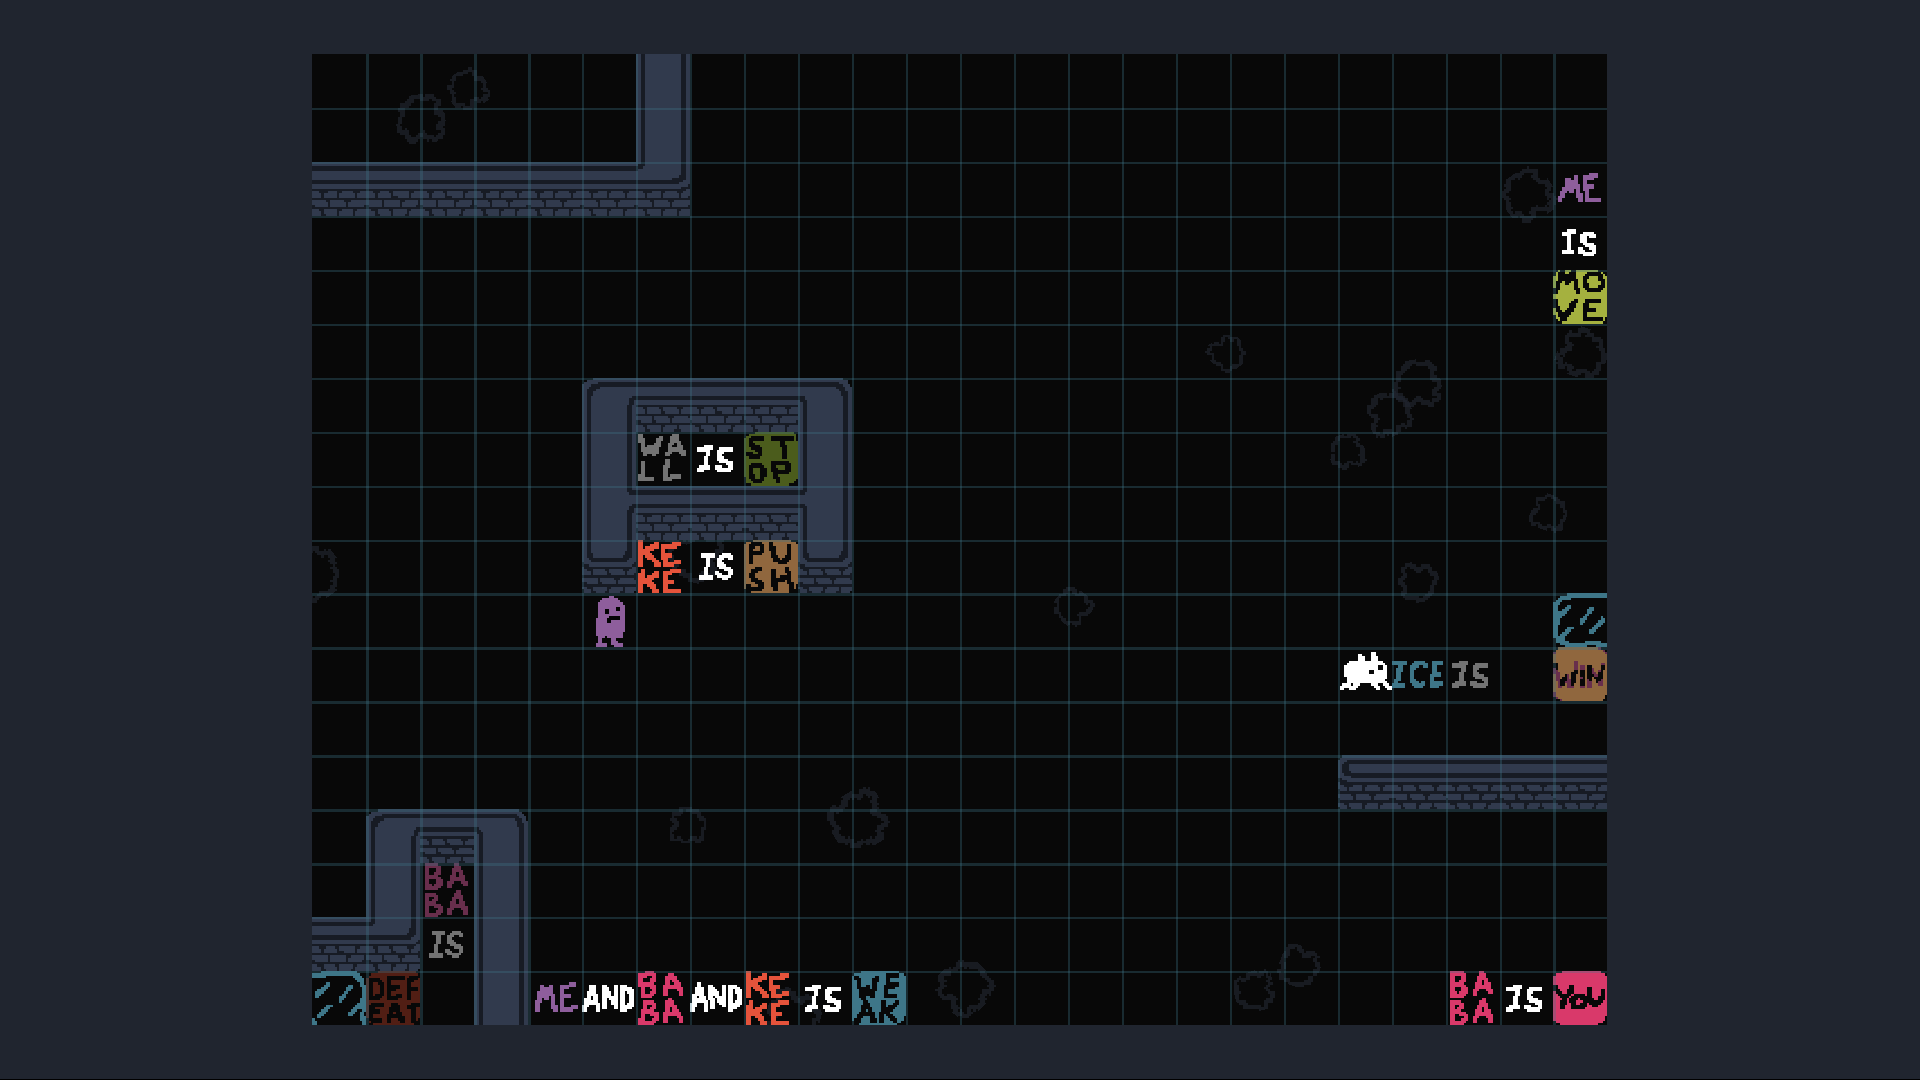 ME
IS
MOVE
WALL IS STOP
KEKE IS PUSH
ICE IS WIN
BABA
IS
DEFEAT
ME AND BABA AND KEKE IS WEAK
BABA IS YOU